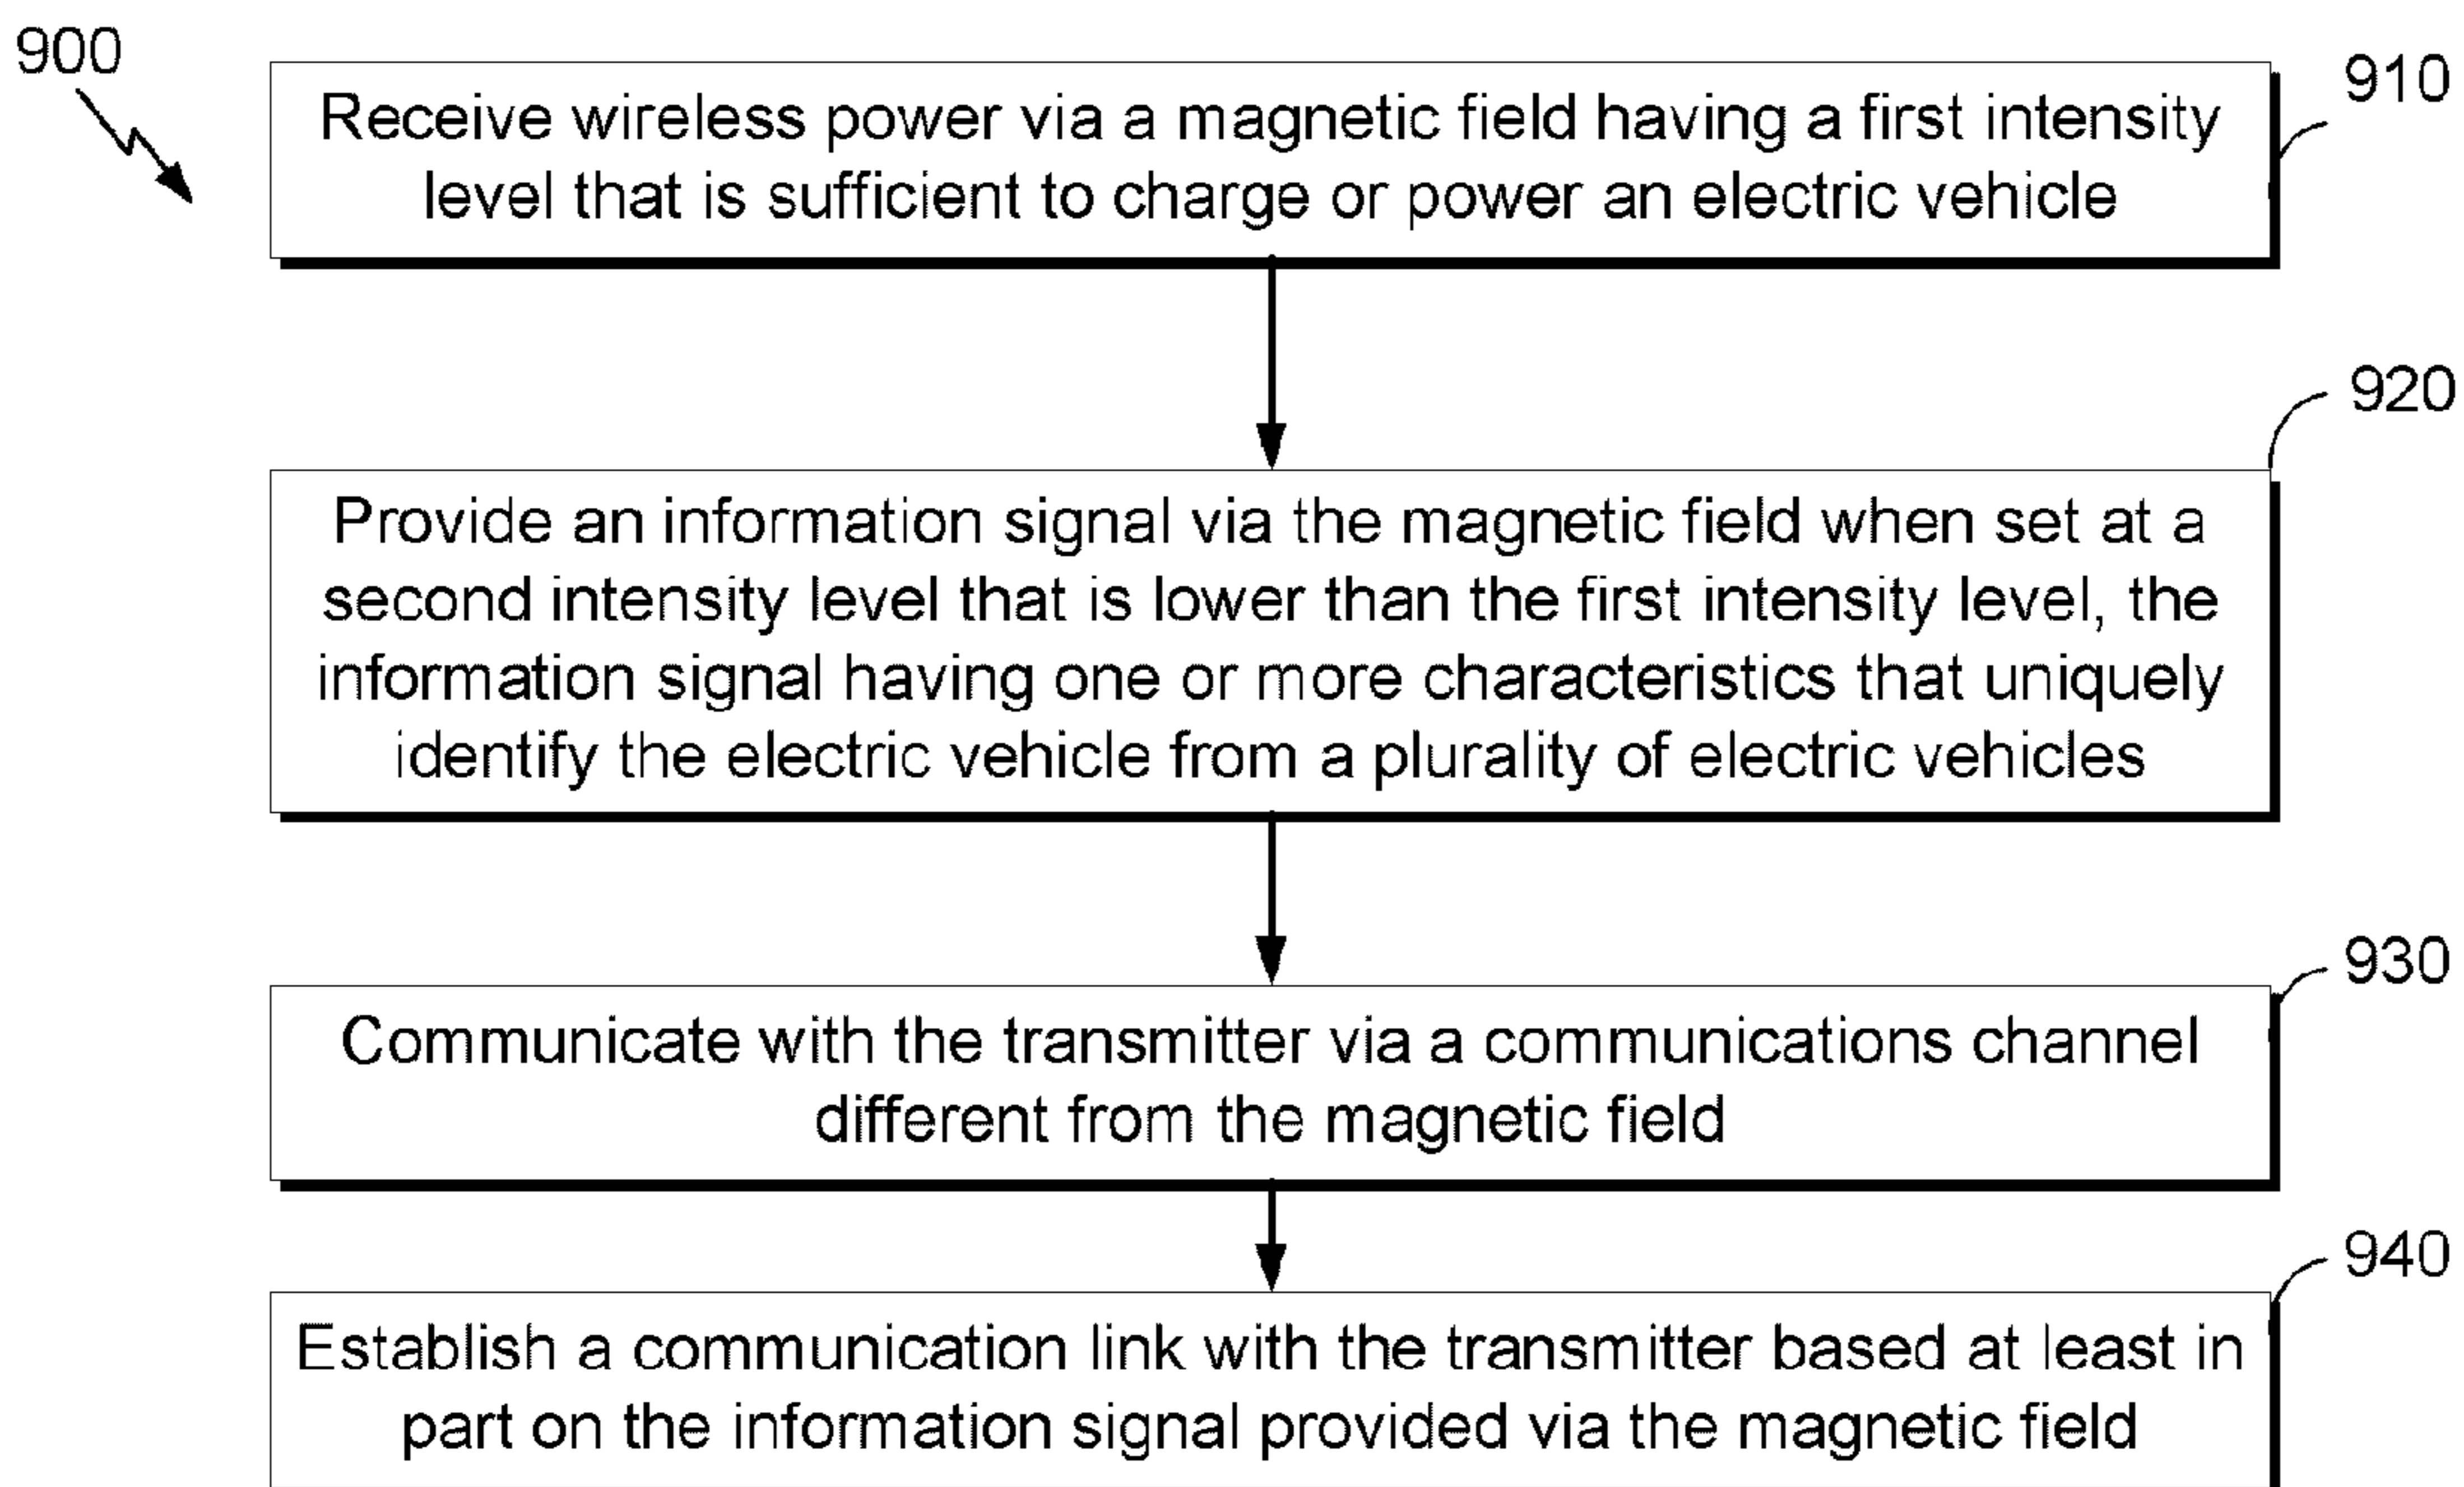 900
910
Receive wireless power via a magnetic field having a first intensity
level that is sufficient to charge or power an electric vehicle
920
Provide an information signal via the magnetic field when set at a
second intensity level that is lower than the first intensity level, the
information signal having one or more characteristics that uniquely
identify the electric vehicle from a plurality of electric vehicles
930
Communicate with the transmitter via a communications channel
different from the magnetic field
940
Establish a communication link with the transmitter based at least in
part on the information signal provided via the magnetic field